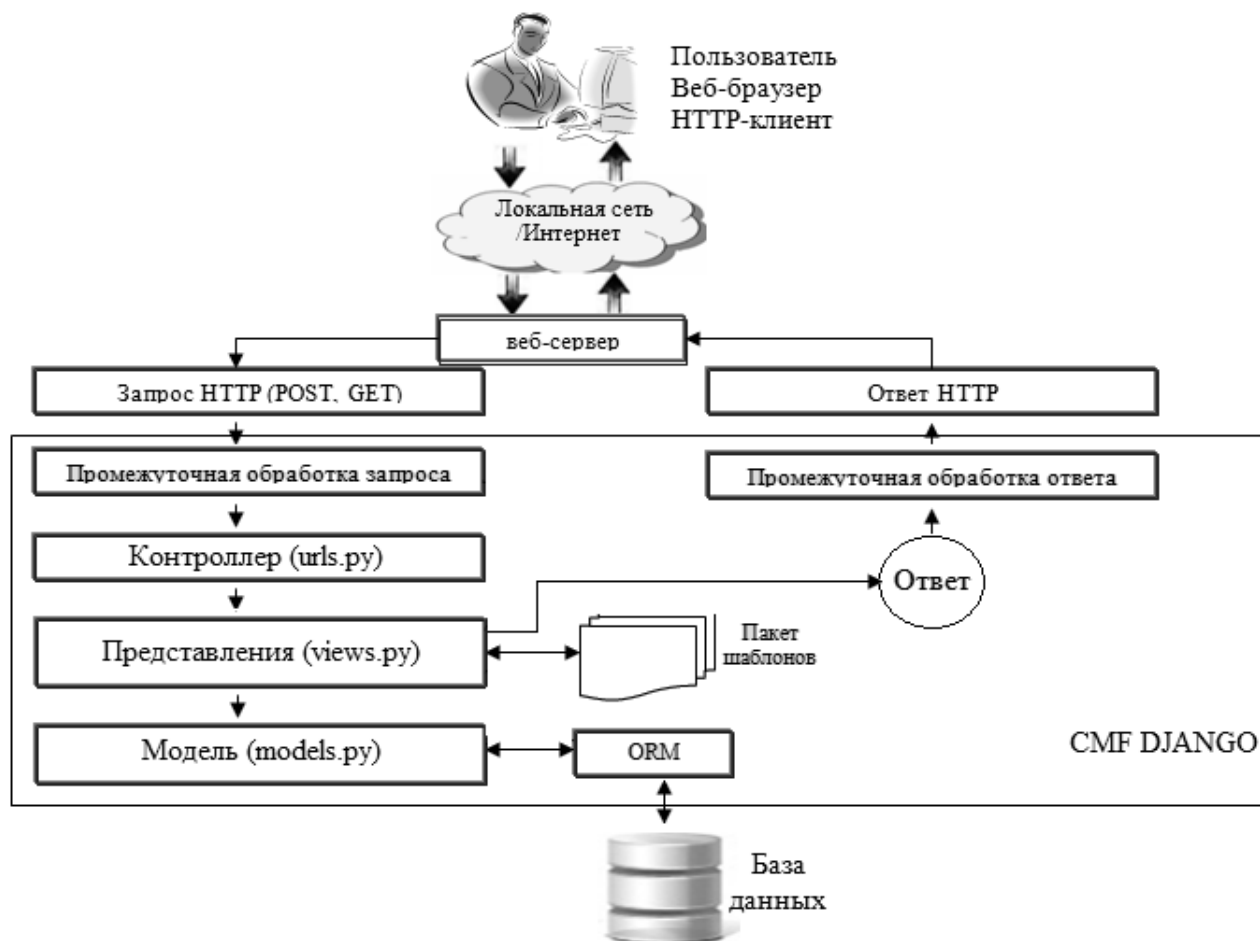 Пользователь
Веб-браузер
HTTP-клиент
Локальная сеть
/Интернет
веб-сервер
Запрос HTTP (POST, GET)
Ответ HTTP
Промежуточная обработка запроса
Промежуточная обработка ответа
Контроллер (urls.py)
Ответ
Представления (views.py)
Пакет
шаблонов
Модель (models.py)
ORM
CMF DJANGO
База
данных